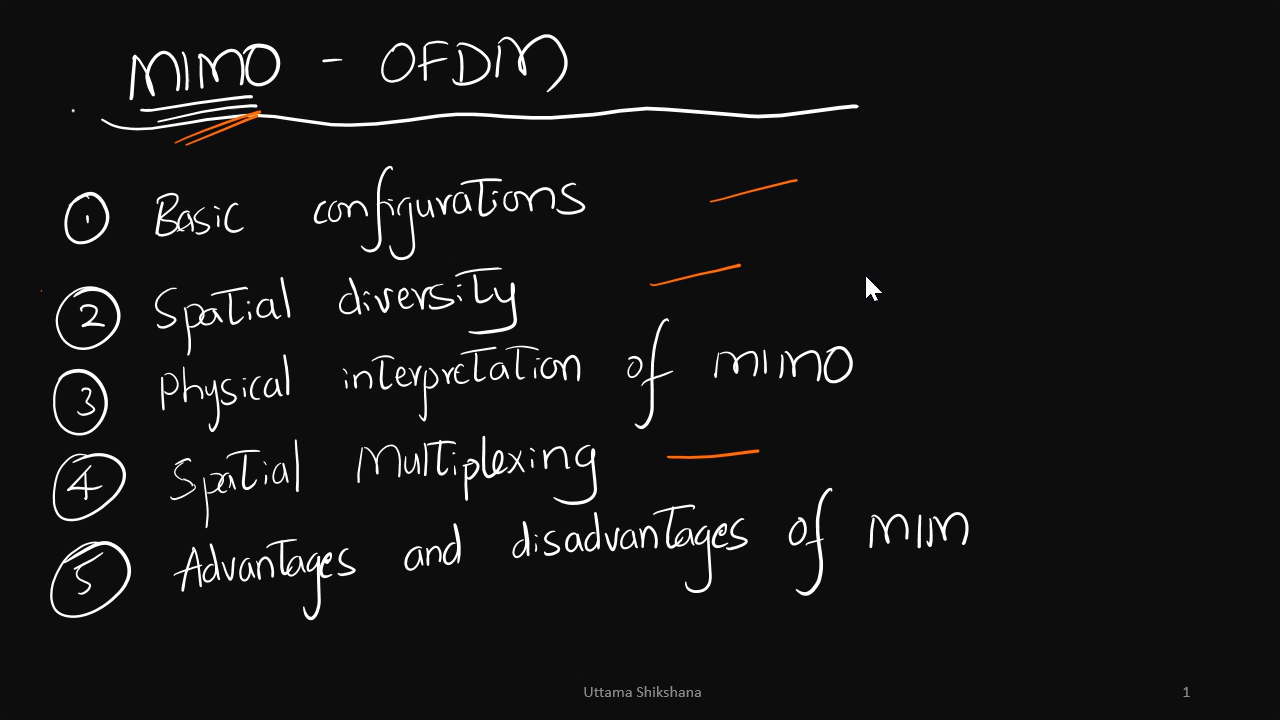 MIMO - OFDM
1 Basic configurations
2 Spatial diversity
3 Physical interpretation of MIMO
4 Spatial Multiplexing
5 Advantages and disadvantages of MIM
Uttama Shikshana 1